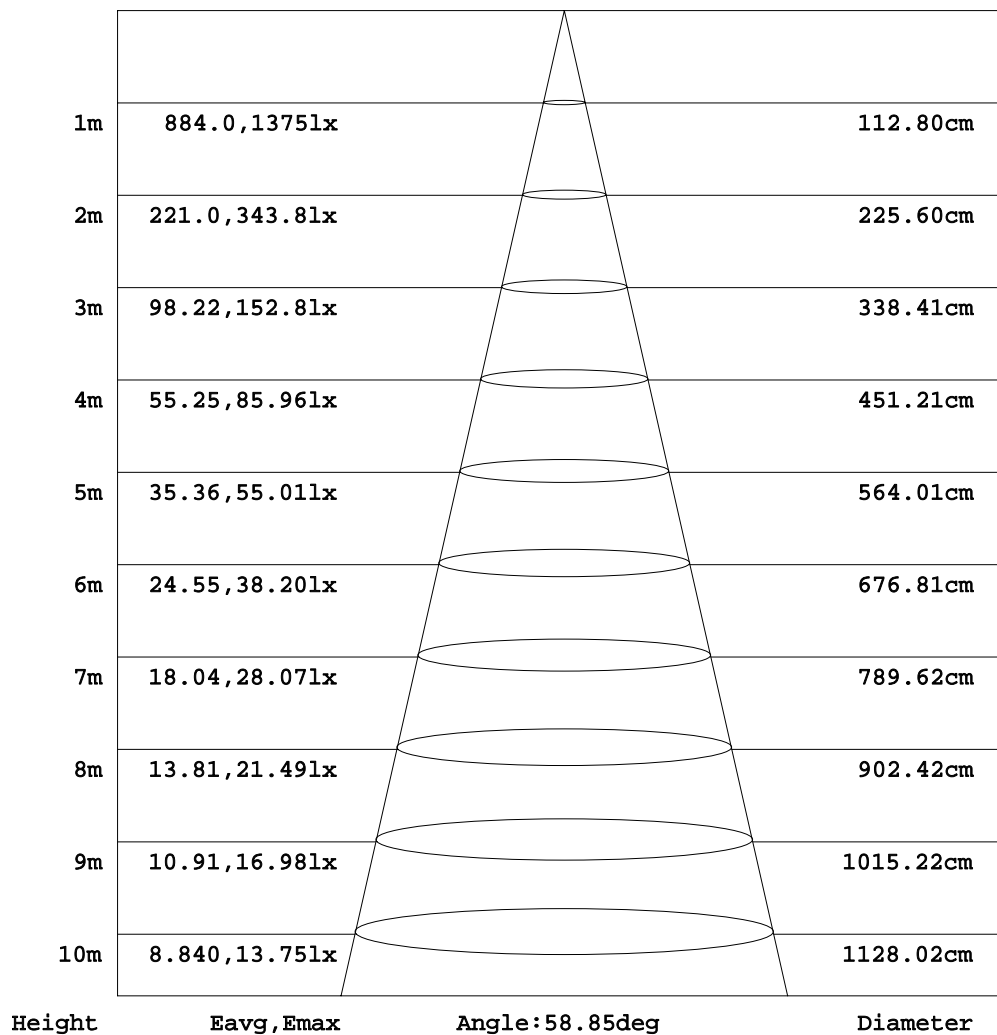 1m 884.0,1375lx 112.80cm
2m 221.0,343.8lx 225.60cm
3m 98.22,152.8lx 338.41cm
4m 55.25,85.96lx 451.21cm
5m 35.36,55.01lx 564.01cm
6m 24.55,38.20lx 676.81cm
7m 18.04,28.07lx 789.62cm
8m 13.81,21.49lx 902.42cm
9m 10.91,16.98lx 1015.22cm
10m 8.840,13.75lx 1128.02cm
Height Eavg,Emax Angle:58.85deg Diameter